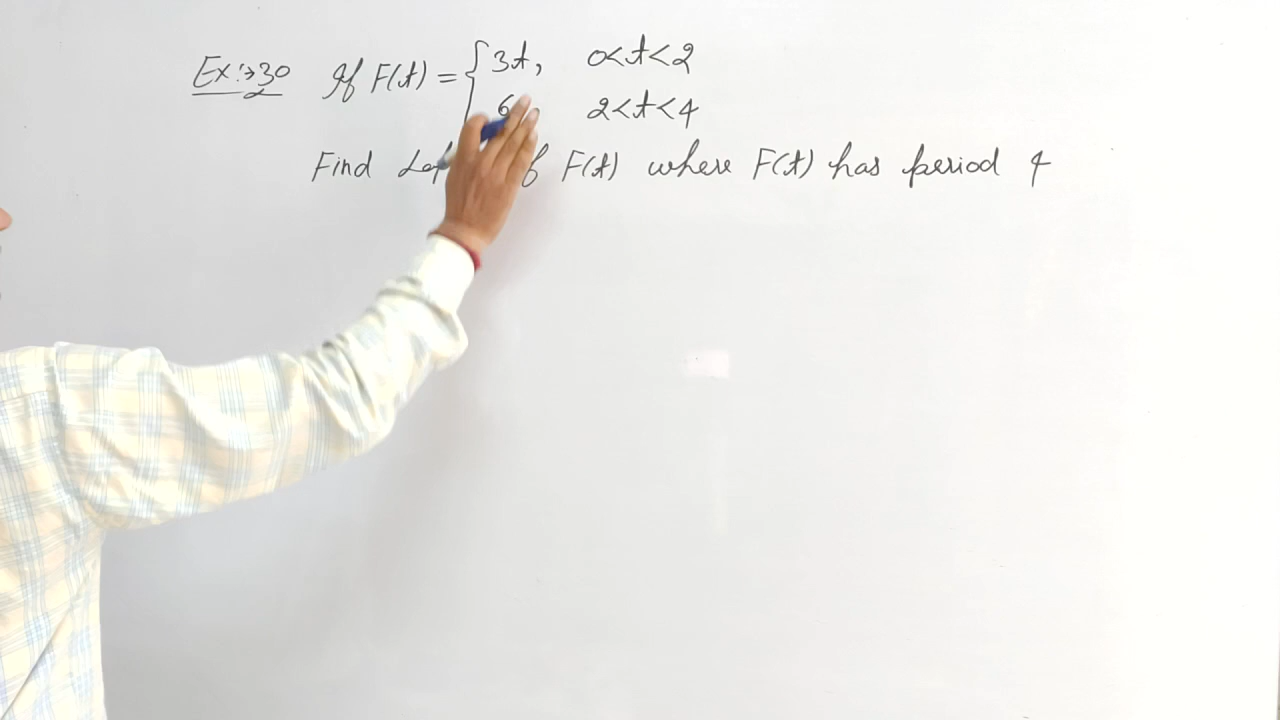 Ex:→30 If F(t) = { 3t, 0<t<2
6, 2<t<4
Find of F(t) where F(t) has period 4